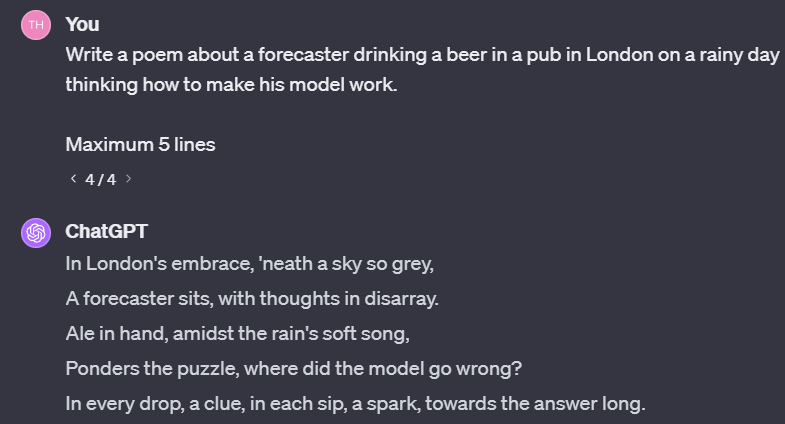 TH
You
Write a poem about a forecaster drinking a beer in a pub in London on a rainy day
thinking how to make his model work.
Maximum 5 lines
< 4 / 4 >
ChatGPT
In London's embrace, 'neath a sky so grey,
A forecaster sits, with thoughts in disarray.
Ale in hand, amidst the rain's soft song,
Ponders the puzzle, where did the model go wrong?
In every drop, a clue, in each sip, a spark, towards the answer long.